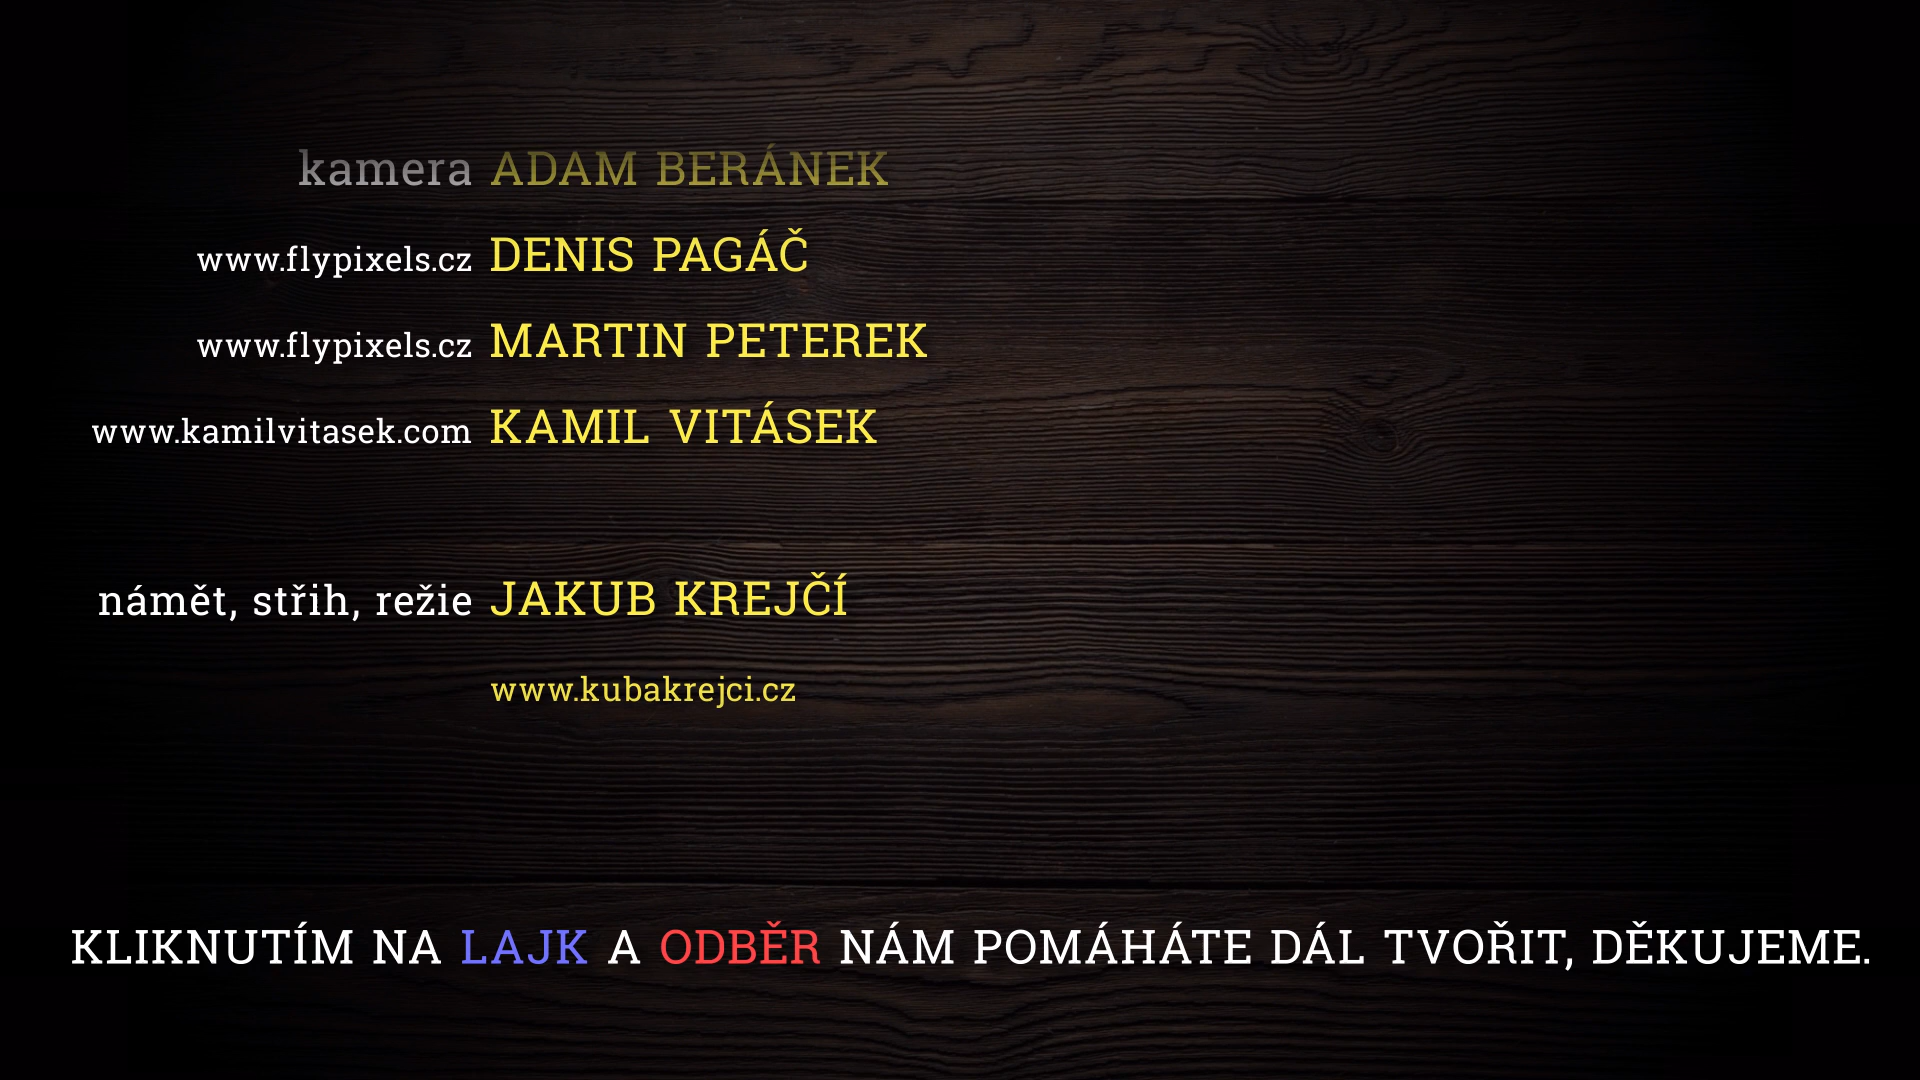 kamera ADAM BERÁNEK
www.flypixels.cz DENIS PAGÁČ
www.flypixels.cz MARTIN PETEREK
www.kamilvitasek.com KAMIL VITÁSEK
námět, střih, režie JAKUB KREJČÍ
www.kubakrejci.cz
KLIKNUTÍM NA LAJK A ODBĚR NÁM POMÁHÁTE DÁL TVOŘIT, DĚKUJEME.